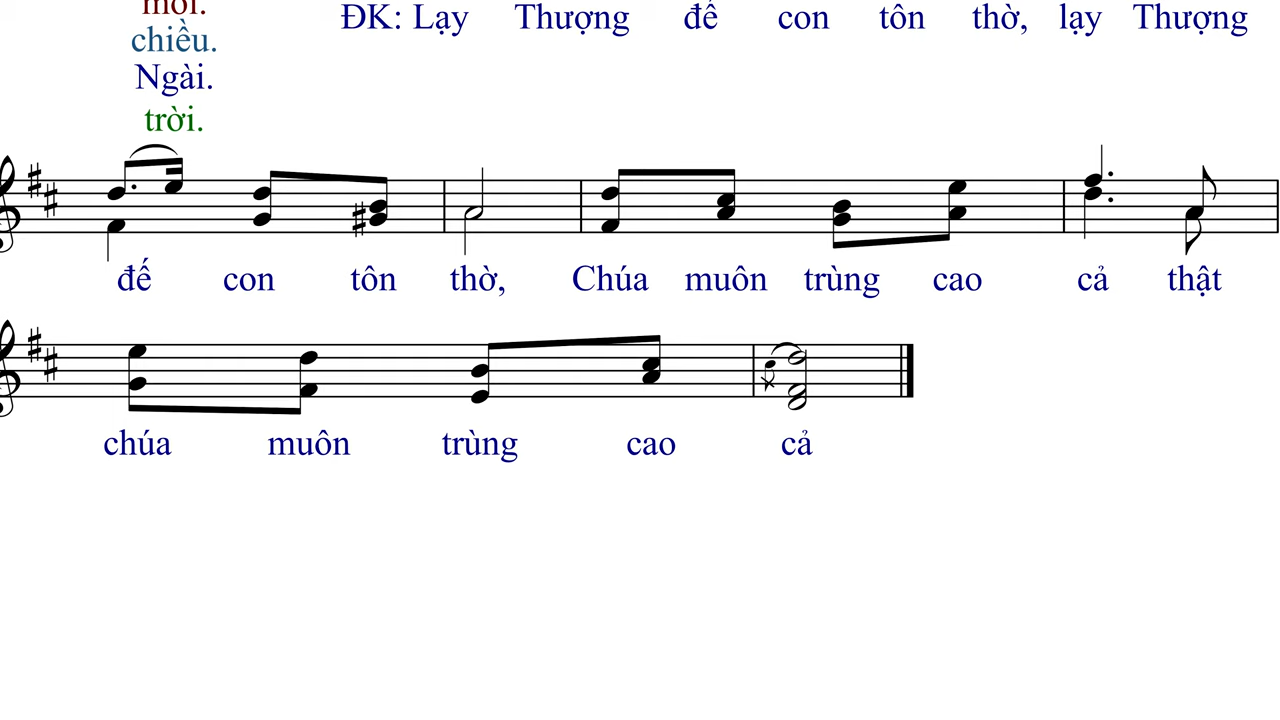 mới.
ĐK: Lạy Thượng đế con tôn thờ, lạy Thượng
chiều.
Ngài.
trời.
đế con tôn thờ, Chúa muôn trùng cao cả thật
chúa muôn trùng cao cả